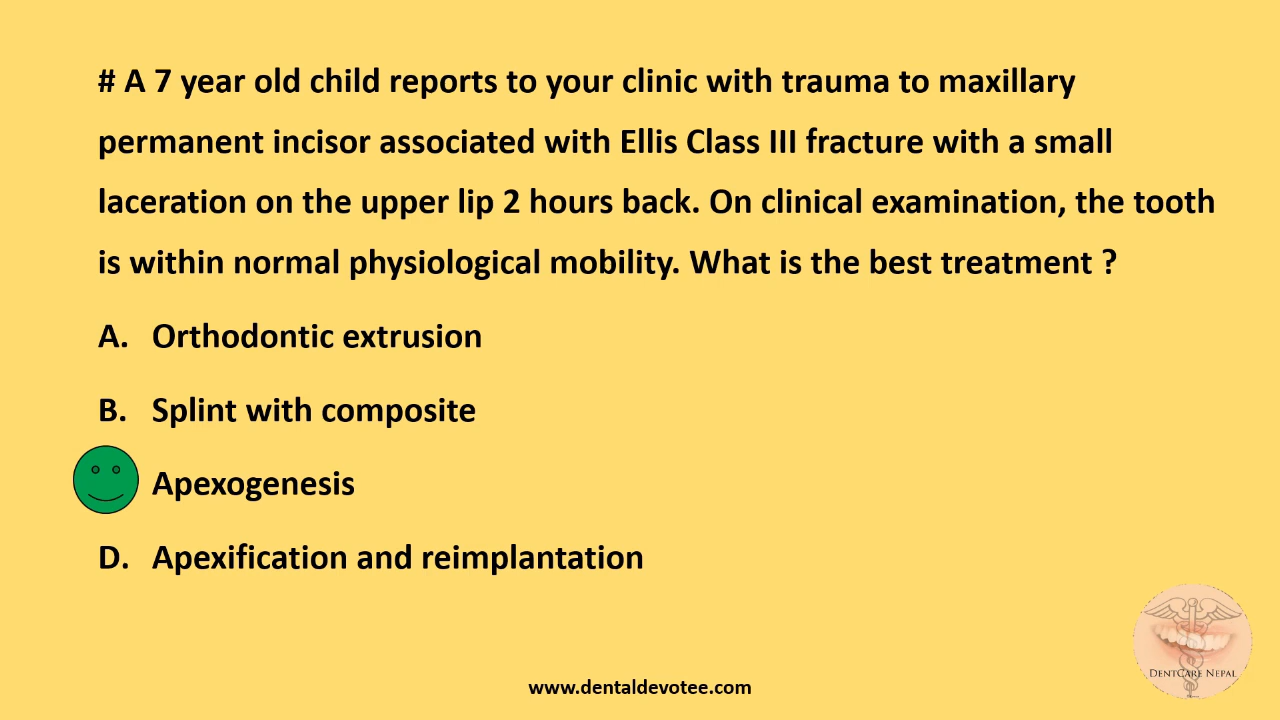 # A 7 year old child reports to your clinic with trauma to maxillary
permanent incisor associated with Ellis Class III fracture with a small
laceration on the upper lip 2 hours back. On clinical examination, the tooth
is within normal physiological mobility. What is the best treatment ?
A. Orthodontic extrusion
B. Splint with composite
Apexogenesis
D. Apexification and reimplantation
DENTCARE NEPAL
www.dentaldevotee.com